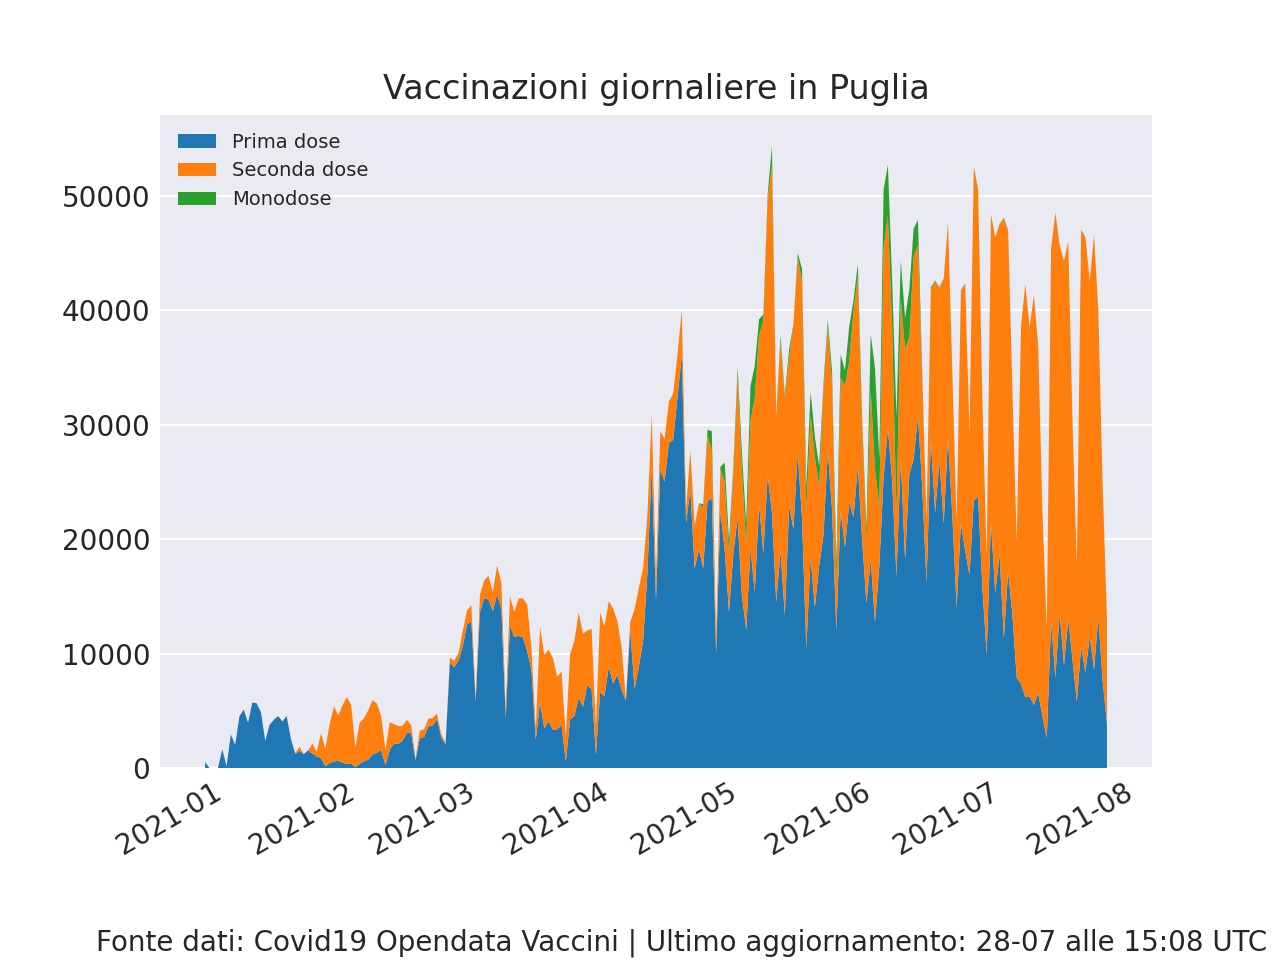 Vaccinazioni giornaliere in Puglia
Prima dose
Seconda dose
Monodose
50000
40000
30000
20000
10000
0
2021-01
2021-02
2021-03
2021-04
2021-05
2021-06
2021-07
2021-08
Fonte dati: Covid19 Opendata Vaccini | Ultimo aggiornamento: 28-07 alle 15:08 UTC